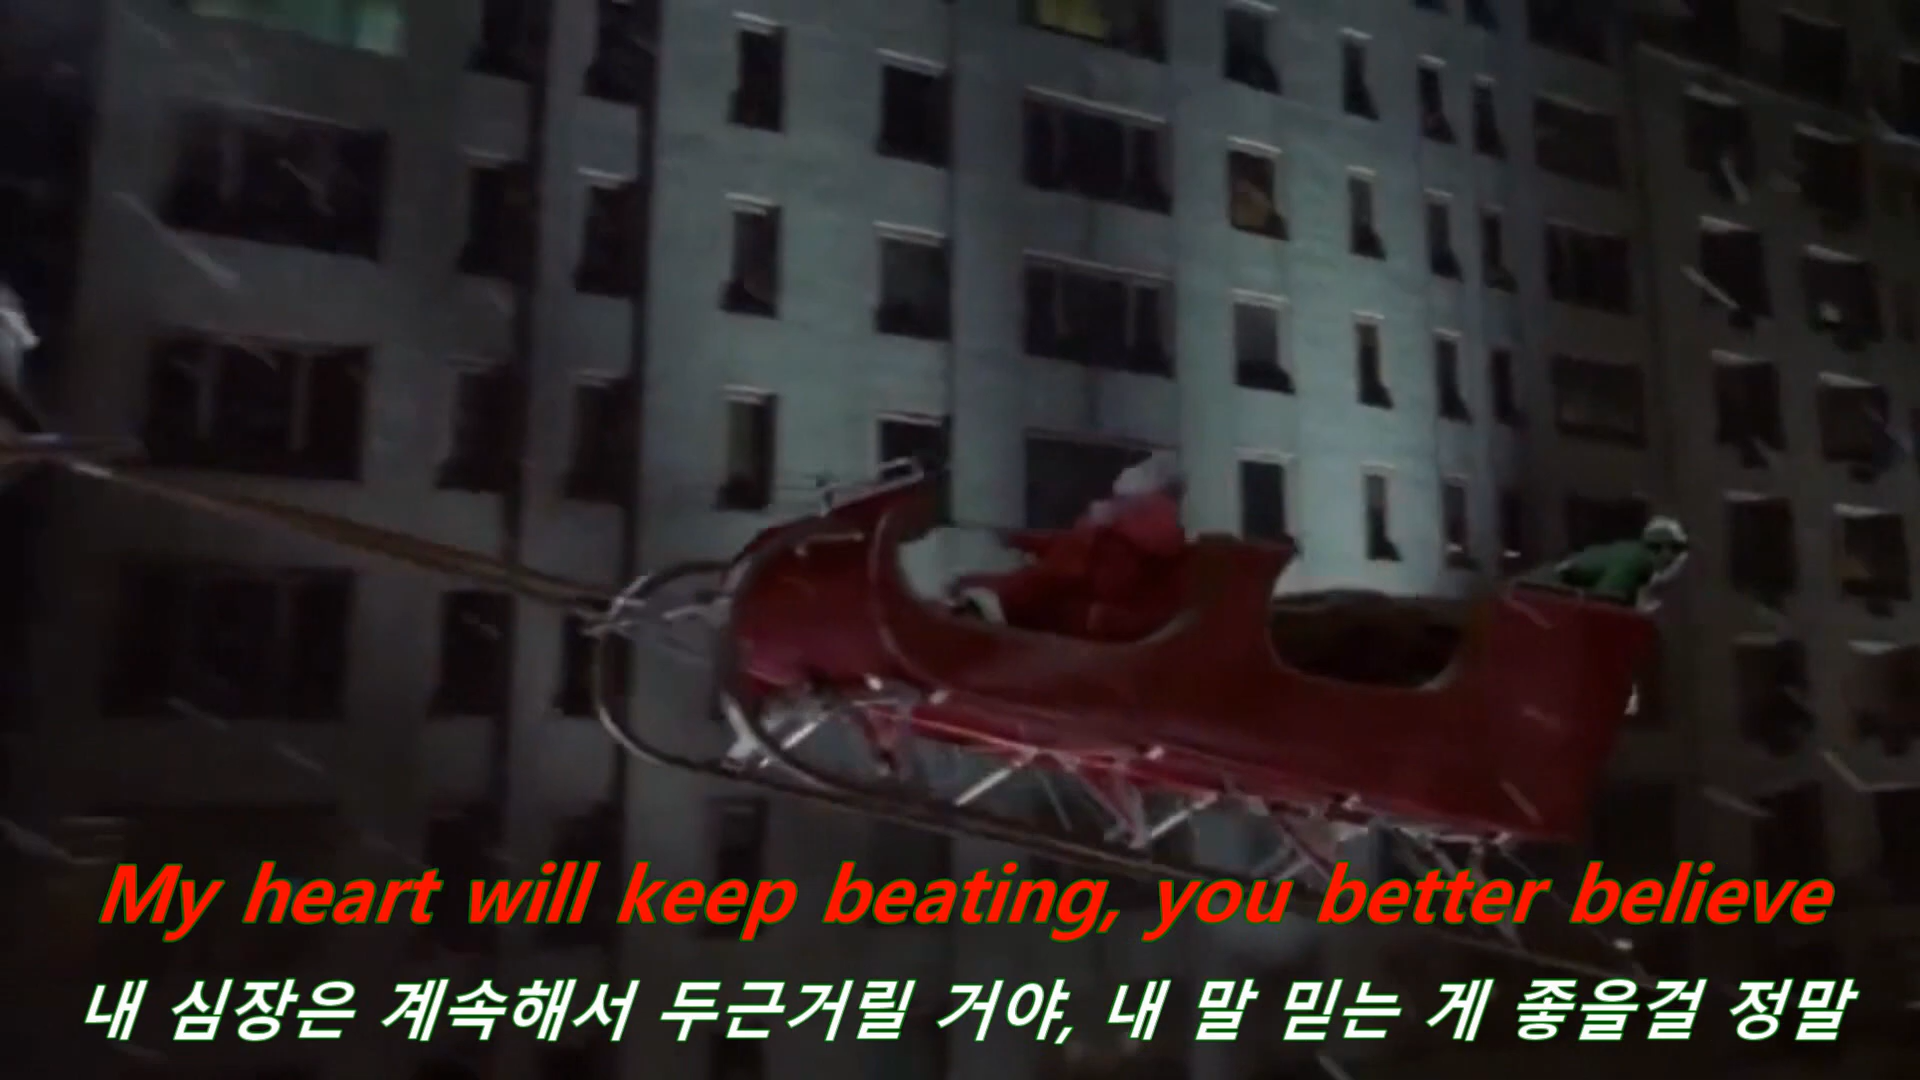 My heart will keep beating, you better believe
내 심장은 계속해서 두근거릴 거야, 내 말 믿는 게 좋을걸 정말